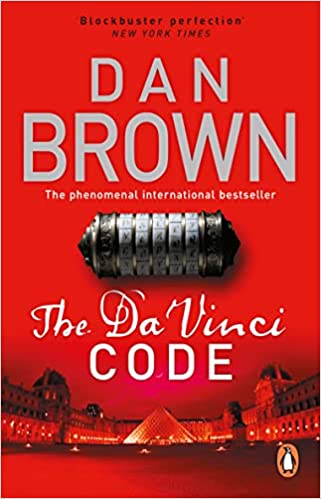 'Blockbuster perfection'
NEW YORK TIMES
DAN
BROWN
The phenomenal international bestseller
The Da Vinci
CODE